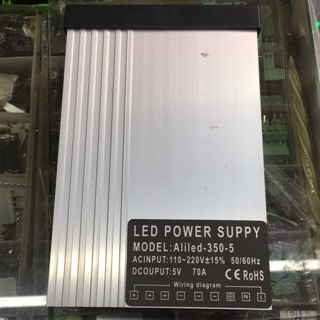 LED POWER SUPPY
MODEL:Aliled-350-5
ACINPUT:110~220V±15% 50/60Hz
DCOUPUT:5V 70A CE RoHS
Wiring diagram
+ + + - - - N L